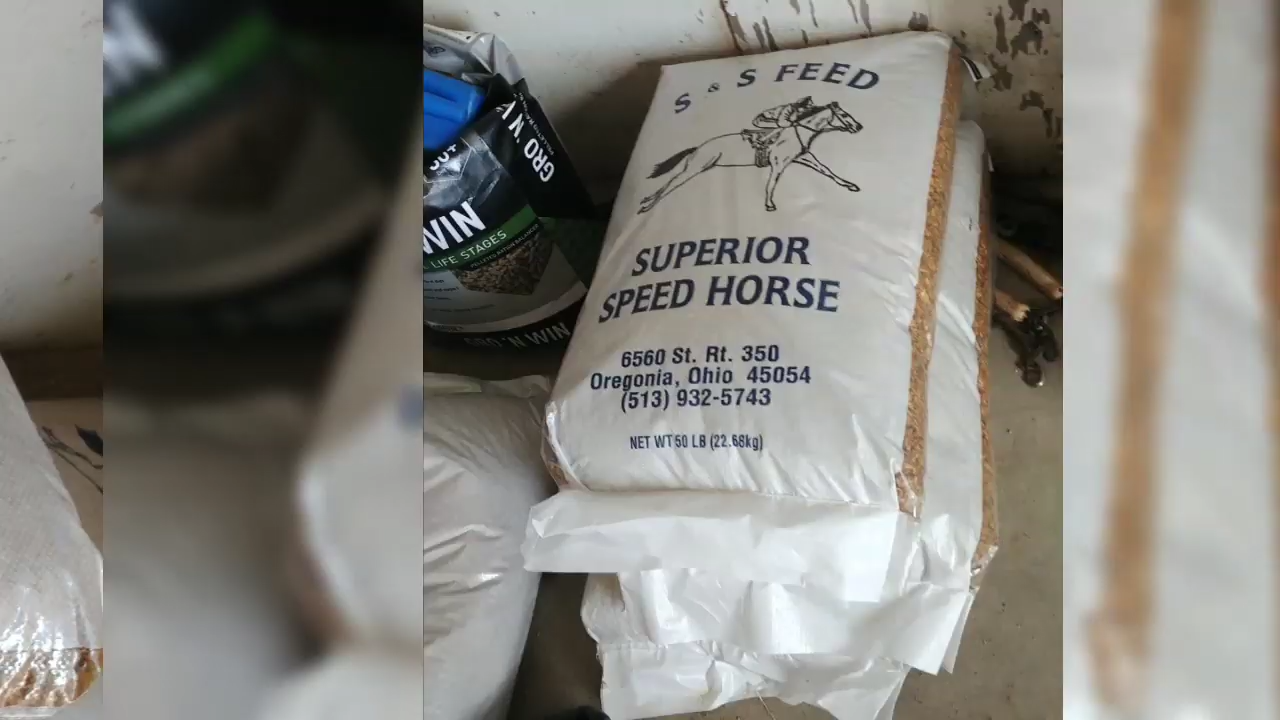 S & S FEED
SUPERIOR
SPEED HORSE
6560 St. Rt. 350
Oregonia, Ohio 45054
(513) 932-5743
NET WT 50 LB (22.68kg)
GRO 'N W
WIN
LIFE STAGES
GRO 'N WIN